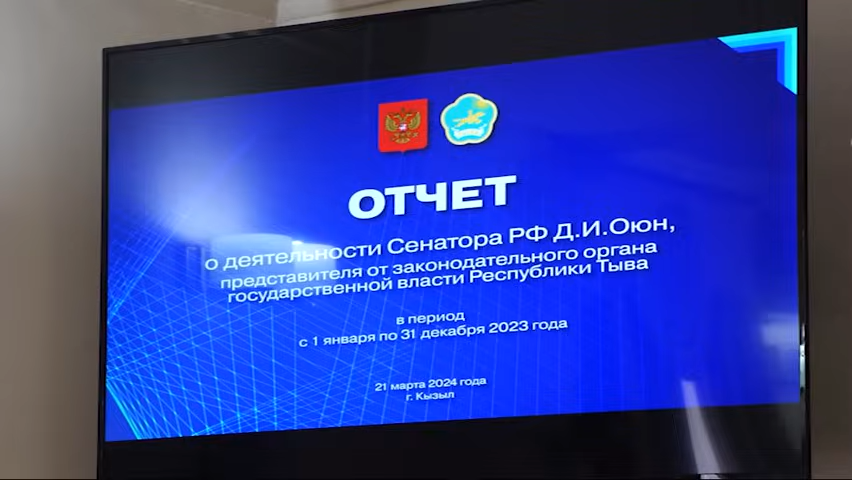 ОТЧЕТ
о деятельности Сенатора РФ Д.И.Оюн,
представителя от законодательного органа
государственной власти Республики Тыва
в период
с 1 января по 31 декабря 2023 года
21 марта 2024 года
г. Кызыл